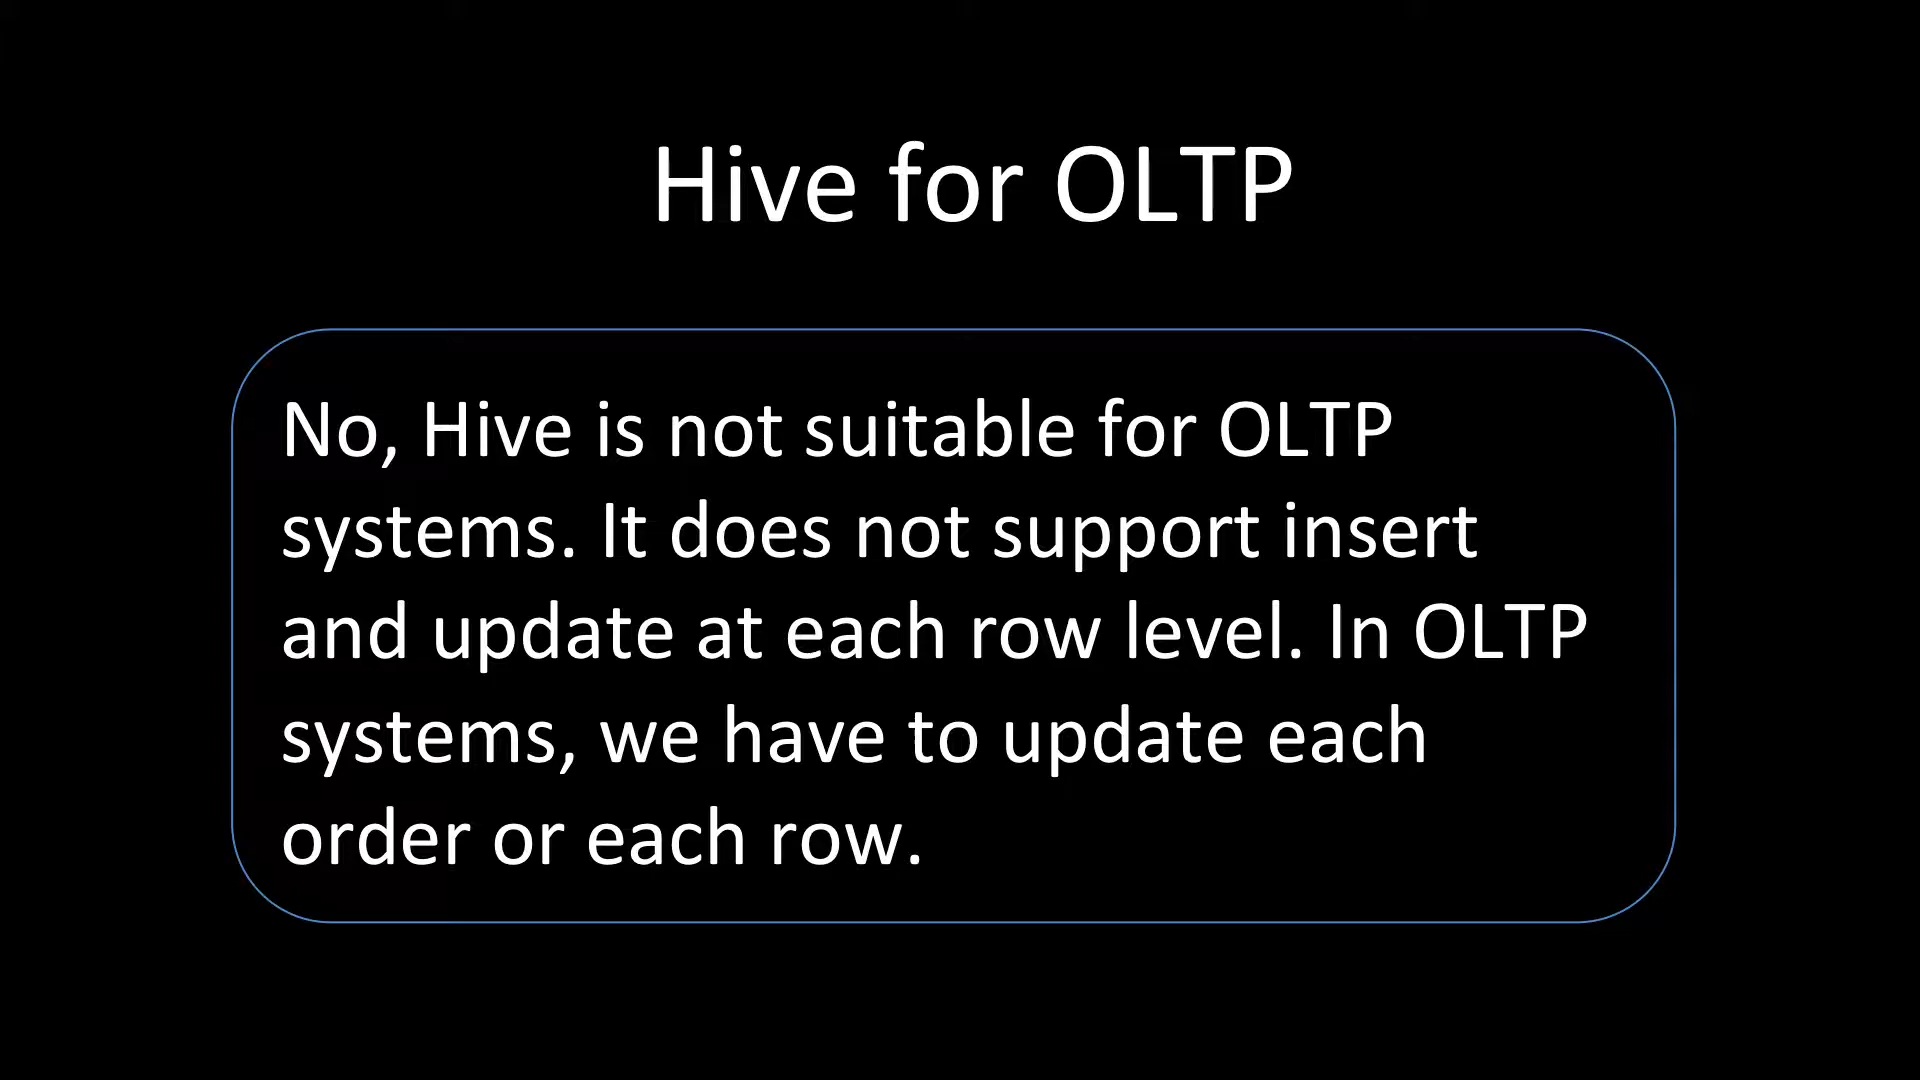 Hive for OLTP
No, Hive is not suitable for OLTP
systems. It does not support insert
and update at each row level. In OLTP
systems, we have to update each
order or each row.